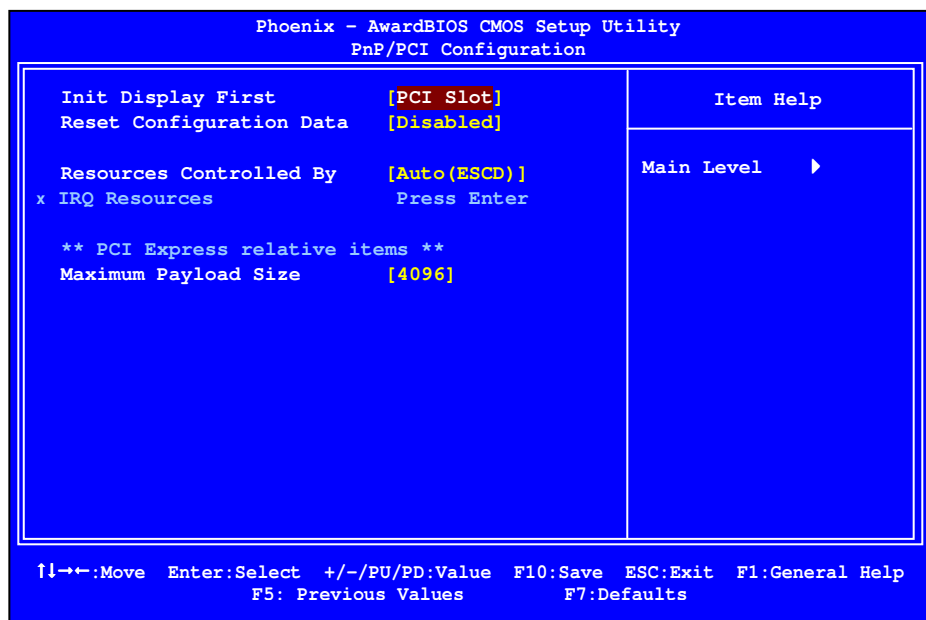 Phoenix – AwardBIOS CMOS Setup Utility
PnP/PCI Configuration
Init Display First [PCI Slot]
Reset Configuration Data [Disabled]
Resources Controlled By [Auto(ESCD)]
x IRQ Resources Press Enter
** PCI Express relative items **
Maximum Payload Size [4096]
Item Help
Main Level ▶
↑↓→←:Move Enter:Select +/-/PU/PD:Value F10:Save ESC:Exit F1:General Help
F5: Previous Values F7:Defaults